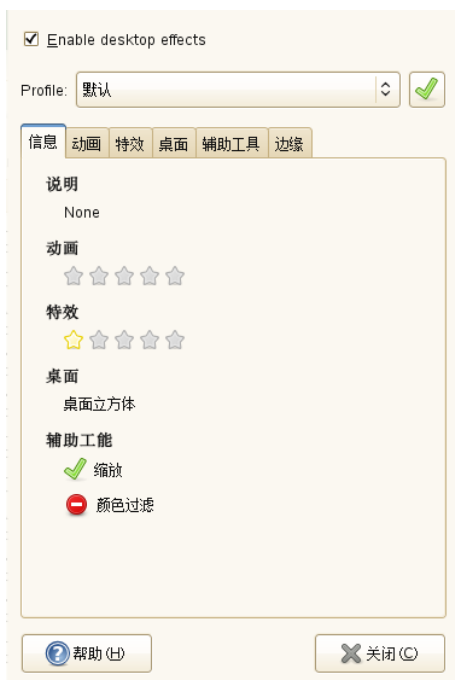 Enable desktop effects
Profile: 默认
信息 动画 特效 桌面 辅助工具 边缘
说明
None
动画
特效
桌面
桌面立方体
辅助工能
缩放
颜色过滤
帮助(H) 关闭(C)